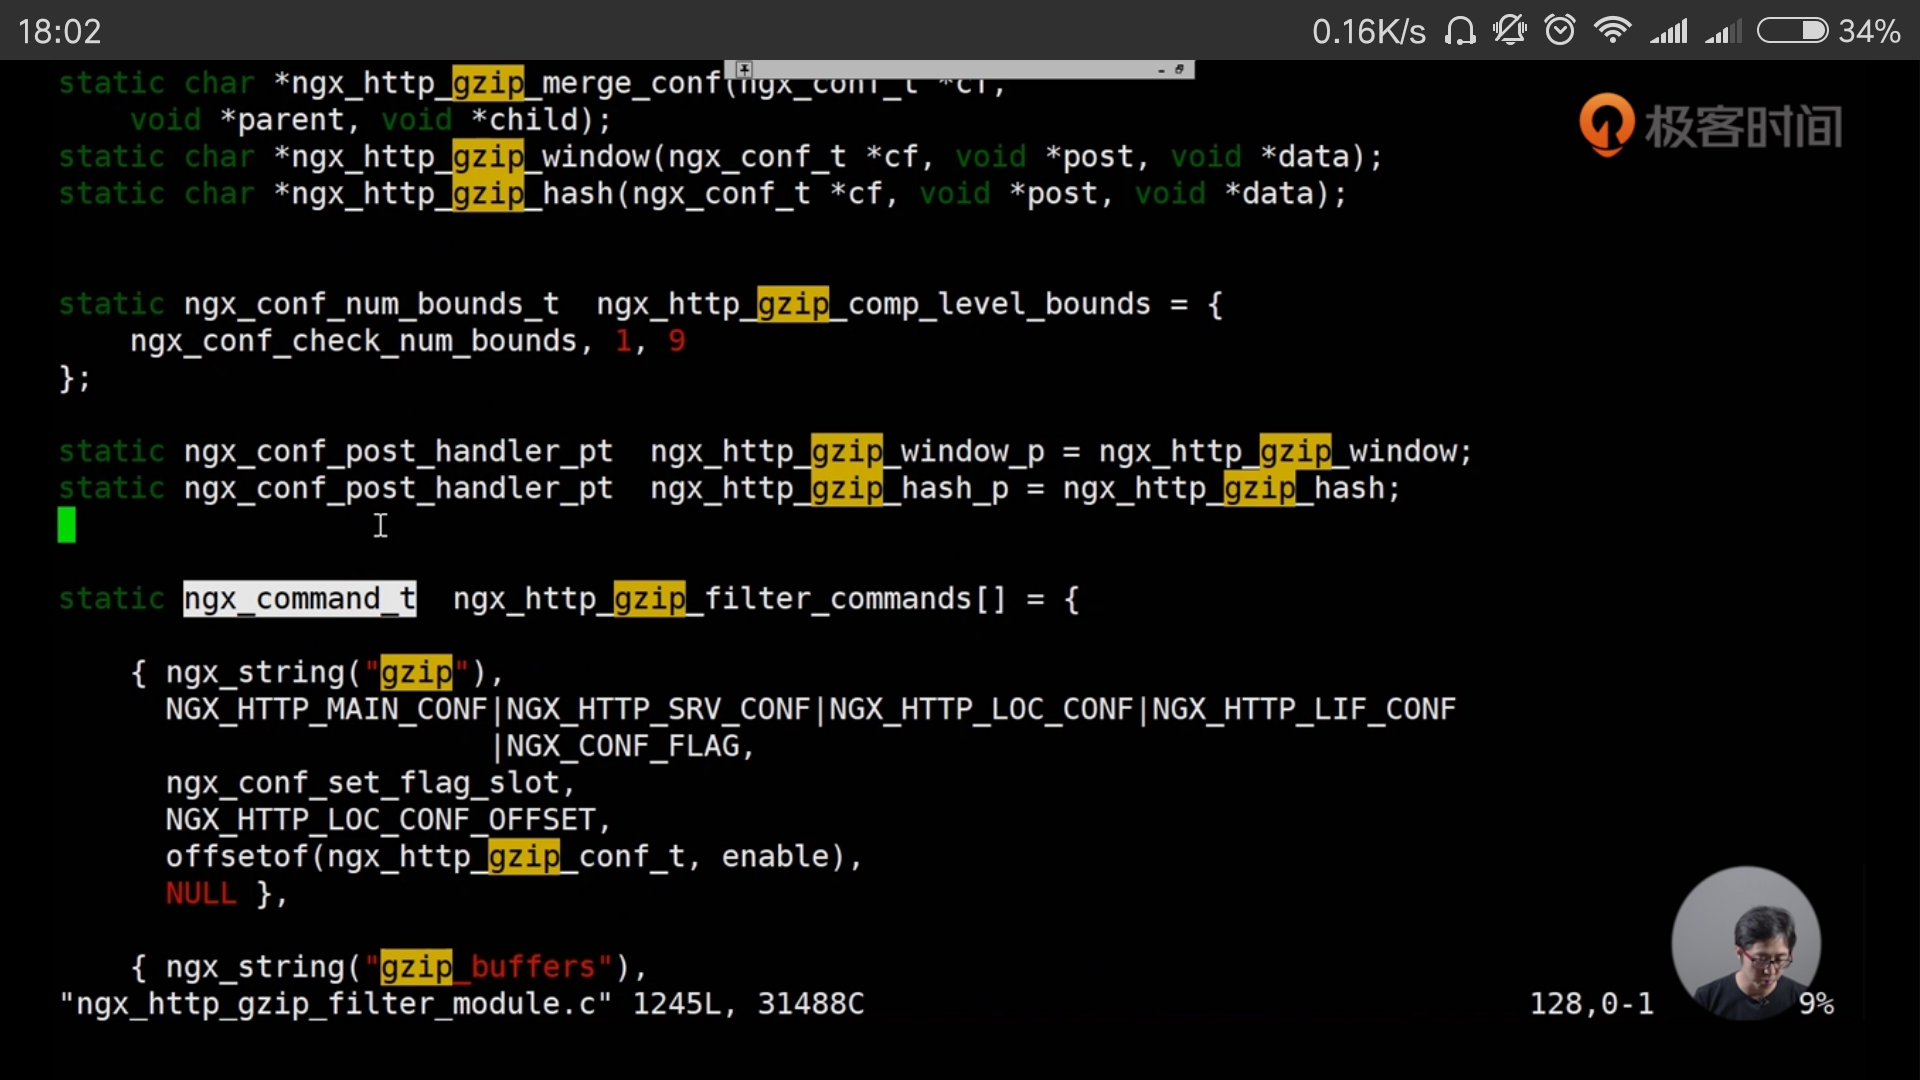 18:02 0.16K/s 34%
static char *ngx_http_gzip_merge_conf(ngx_conf_t *cf,
    void *parent, void *child);
static char *ngx_http_gzip_window(ngx_conf_t *cf, void *post, void *data);
static char *ngx_http_gzip_hash(ngx_conf_t *cf, void *post, void *data);
极客时间
static ngx_conf_num_bounds_t  ngx_http_gzip_comp_level_bounds = {
    ngx_conf_check_num_bounds, 1, 9
};
static ngx_conf_post_handler_pt  ngx_http_gzip_window_p = ngx_http_gzip_window;
static ngx_conf_post_handler_pt  ngx_http_gzip_hash_p = ngx_http_gzip_hash;
static ngx_command_t  ngx_http_gzip_filter_commands[] = {
    { ngx_string("gzip"),
      NGX_HTTP_MAIN_CONF|NGX_HTTP_SRV_CONF|NGX_HTTP_LOC_CONF|NGX_HTTP_LIF_CONF
                        |NGX_CONF_FLAG,
      ngx_conf_set_flag_slot,
      NGX_HTTP_LOC_CONF_OFFSET,
      offsetof(ngx_http_gzip_conf_t, enable),
      NULL },
    { ngx_string("gzip_buffers"),
"ngx_http_gzip_filter_module.c" 1245L, 31488C 128,0-1 9%